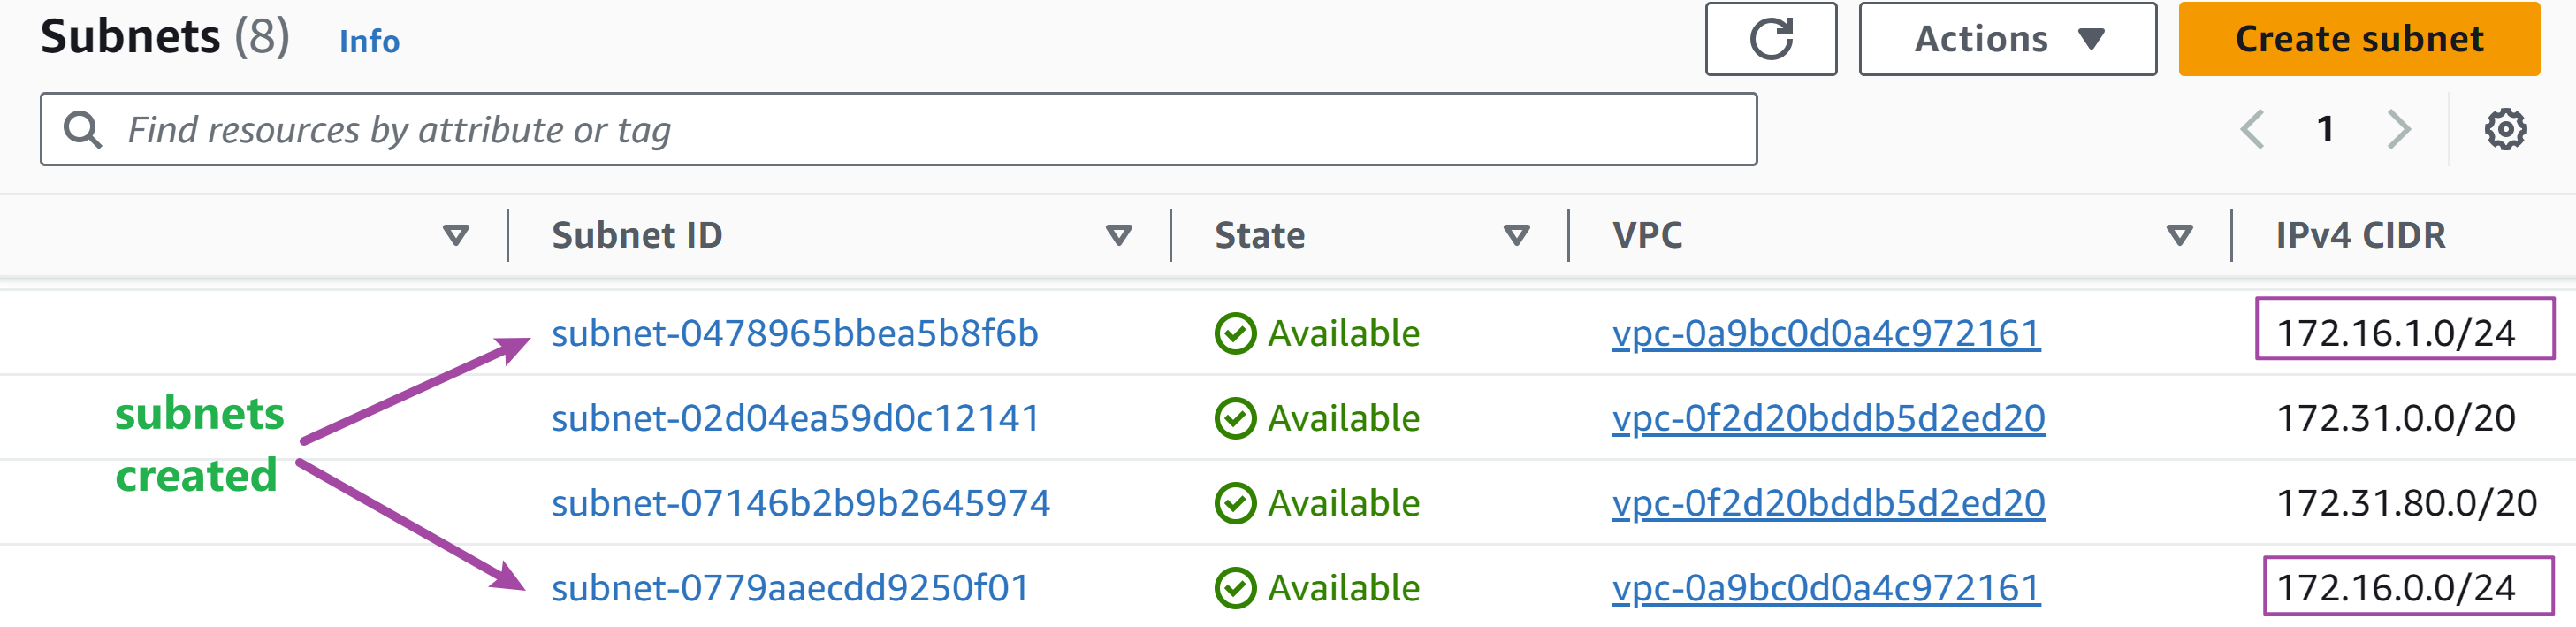 Subnets (8) Info Actions Create subnet
Find resources by attribute or tag 1
Subnet ID State VPC IPv4 CIDR
subnet-0478965bbea5b8f6b Available vpc-0a9bc0d0a4c972161 172.16.1.0/24
subnets
subnet-02d04ea59d0c12141 Available vpc-0f2d20bddb5d2ed20 172.31.0.0/20
created
subnet-07146b2b9b2645974 Available vpc-0f2d20bddb5d2ed20 172.31.80.0/20
subnet-0779aaecdd9250f01 Available vpc-0a9bc0d0a4c972161 172.16.0.0/24